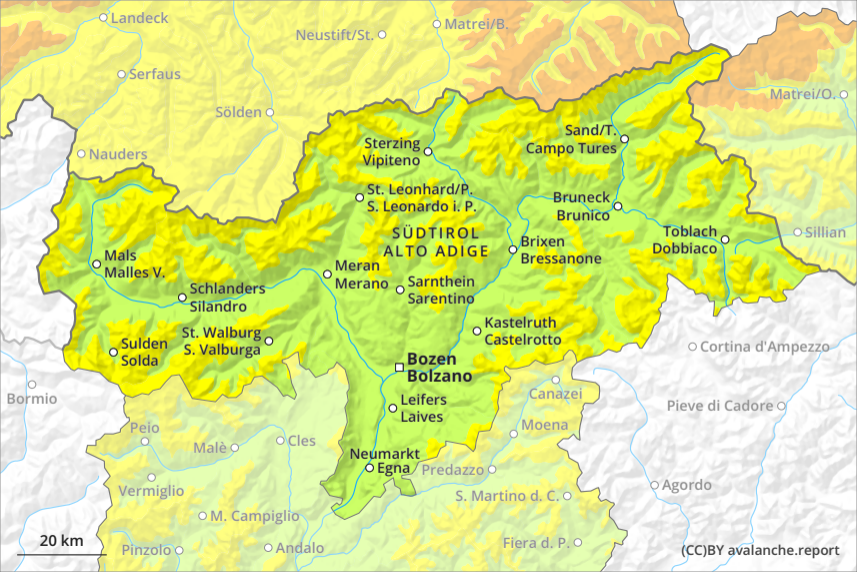 Landeck
Matrei/B.
Neustift/St.
Serfaus
Matrei/O.
Sölden
Sand/T.
Campo Tures
Sterzing
Vipiteno
Nauders
St. Leonhard/P.
S. Leonardo i. P.
Bruneck
Brunico
SÜDTIROL
ALTO ADIGE
Toblach
Dobbiaco
Sillian
Brixen
Bressanone
Mals
Malles V.
Meran
Merano
Sarnthein
Sarentino
Schlanders
Silandro
Kastelruth
Castelrotto
St. Walburg
S. Valburga
Sulden
Solda
Cortina d'Ampezzo
Bozen
Bolzano
Bormio
Canazei
Leifers
Laives
Pieve di Cadore
Peio
Moena
Cles
Malè
Neumarkt
Egna
Predazzo
Vermiglio
Agordo
S. Martino d. C.
M. Campiglio
20 km
Pinzolo
Andalo
Fiera d. P.
(CC)BY avalanche.report